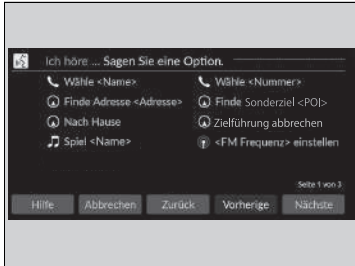 Ich höre ... Sagen Sie eine Option.
Wähle <Name>
Wähle <Nummer>
Finde Adresse <Adresse>
Finde Sonderziel <POI>
Nach Hause
Zielführung abbrechen
Spiel <Name>
<FM Frequenz> einstellen
Seite 1 von 3
Hilfe
Abbrechen
Zurück
Vorherige
Nächste